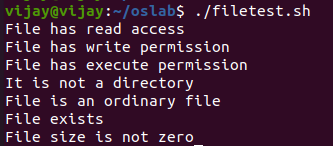 vijay@vijay:~/oslab$ ./filetest.sh
File has read access
File has write permission
File has execute permission
It is not a directory
File is an ordinary file
File exists
File size is not zero